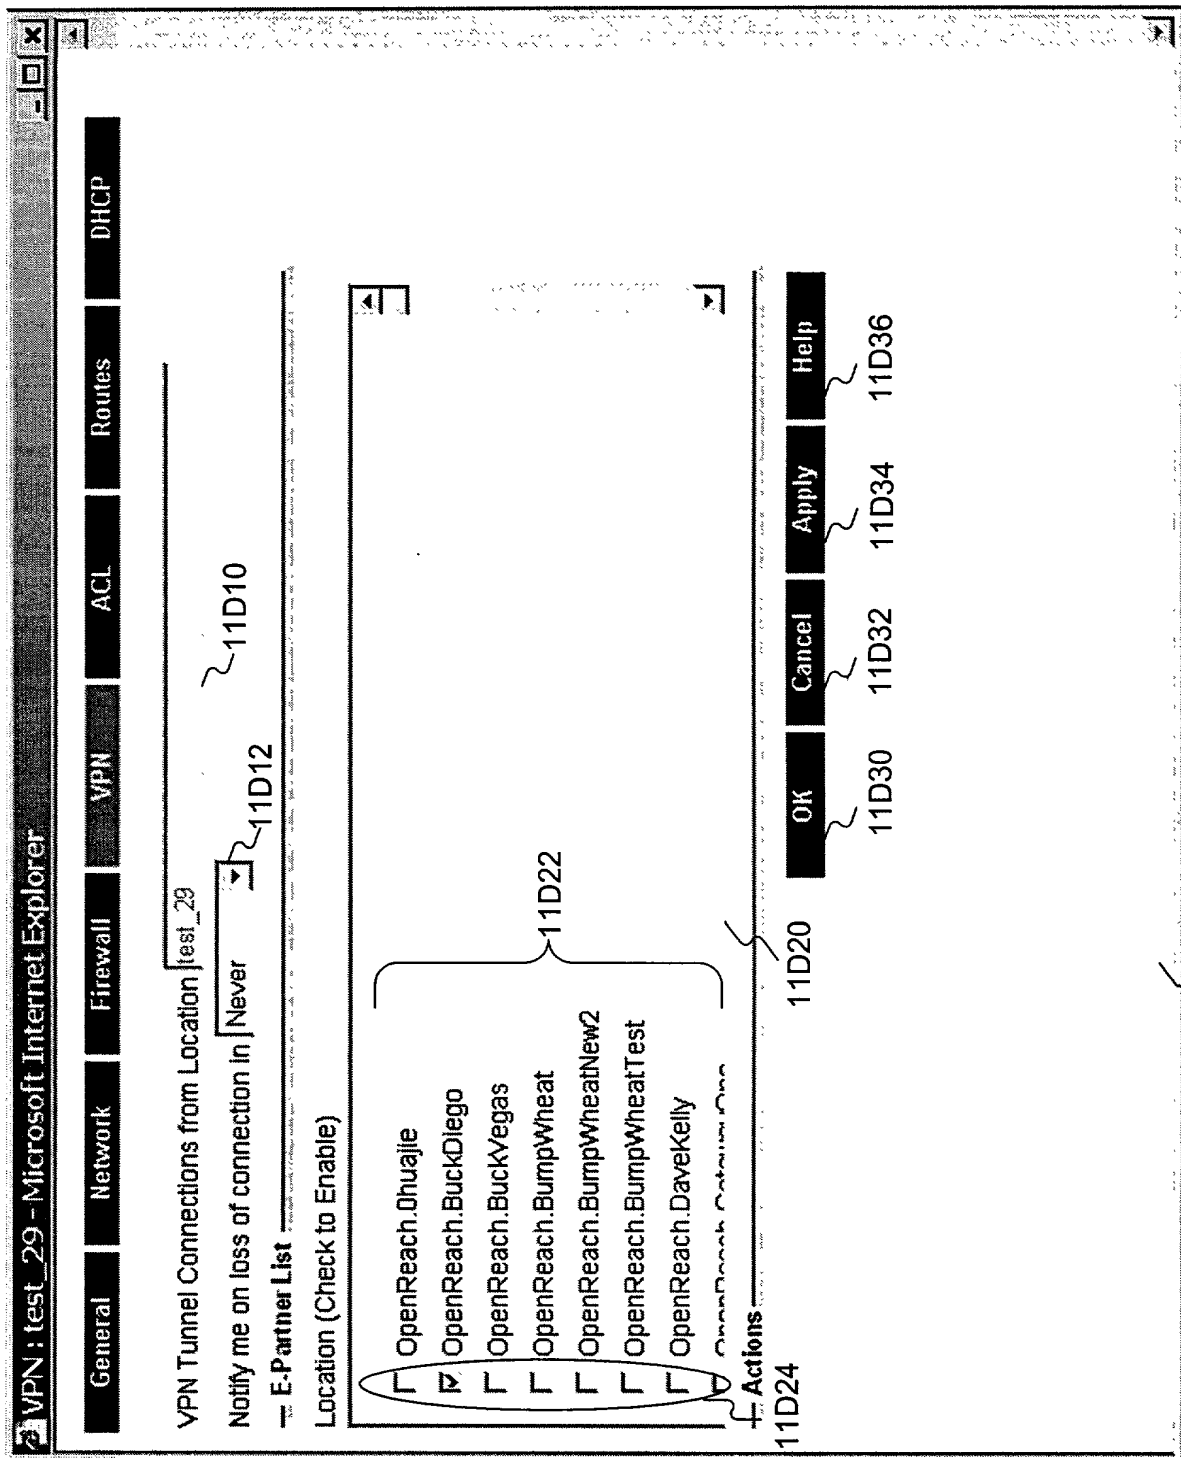 VPN : test_29 - Microsoft Internet Explorer
General Network Firewall VPN ACL Routes DHCP
VPN Tunnel Connections from Location test_29
11D10
Notify me on loss of connection in Never
11D12
E-Partner List
Location (Check to Enable)
OpenReach.0huajie
OpenReach.BuckDiego
OpenReach.BuckVegas
OpenReach.BumpWheat
11D22
OpenReach.BumpWheatNew2
OpenReach.BumpWheatTest
OpenReach.DaveKelly
Actions
11D24
11D20
OK Cancel Apply Help
11D30 11D32 11D34 11D36